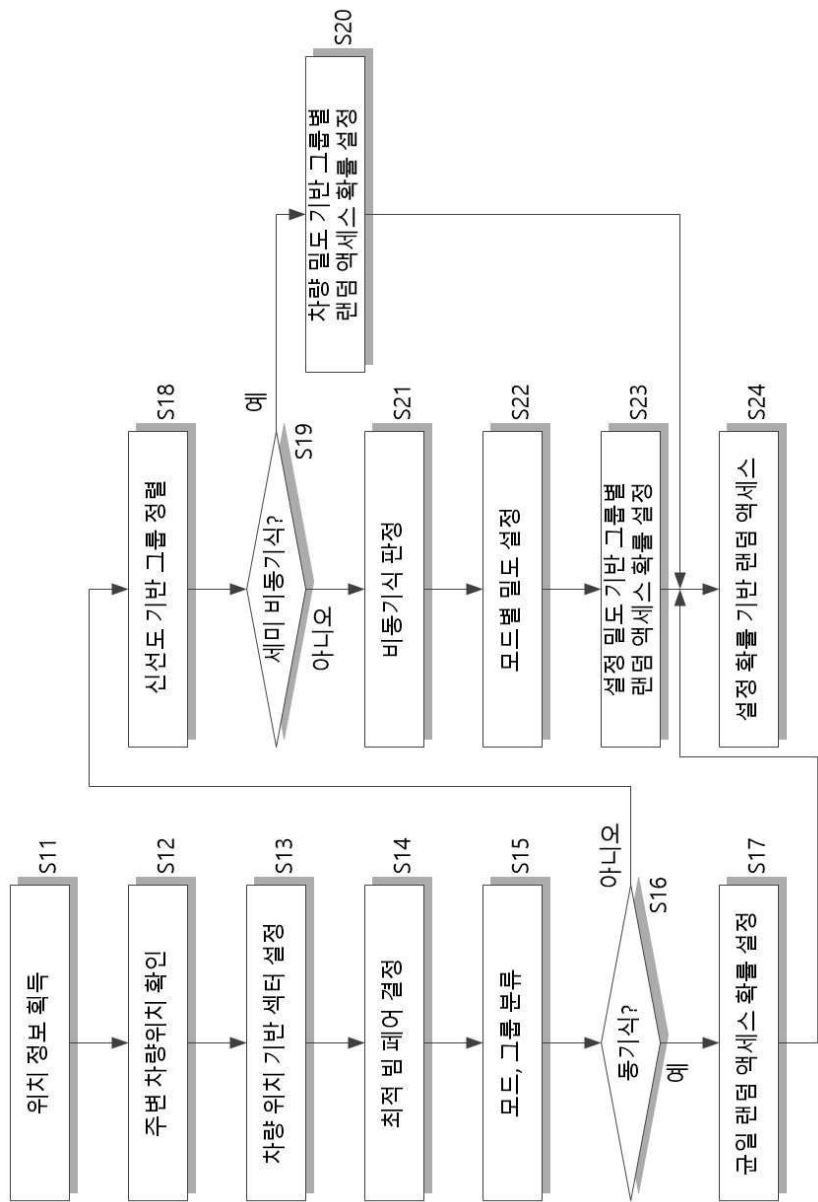 위치 정보 획득
S11
주변 차량위치 확인
S12
차량 위치 기반 섹터 설정
S13
최적 빔 페어 결정
S14
모드, 그룹 분류
S15
동기식?
S16
아니오
예
균일 랜덤 액세스 확률 설정
S17
신선도 기반 그룹 정렬
S18
세미 비동기식?
S19
예
아니오
차량 밀도 기반 그룹별
랜덤 액세스 확률 설정
S20
비동기식 판정
S21
모드별 밀도 설정
S22
설정 밀도 기반 그룹별
랜덤 액세스 확률 설정
S23
설정 확률 기반 랜덤 액세스
S24